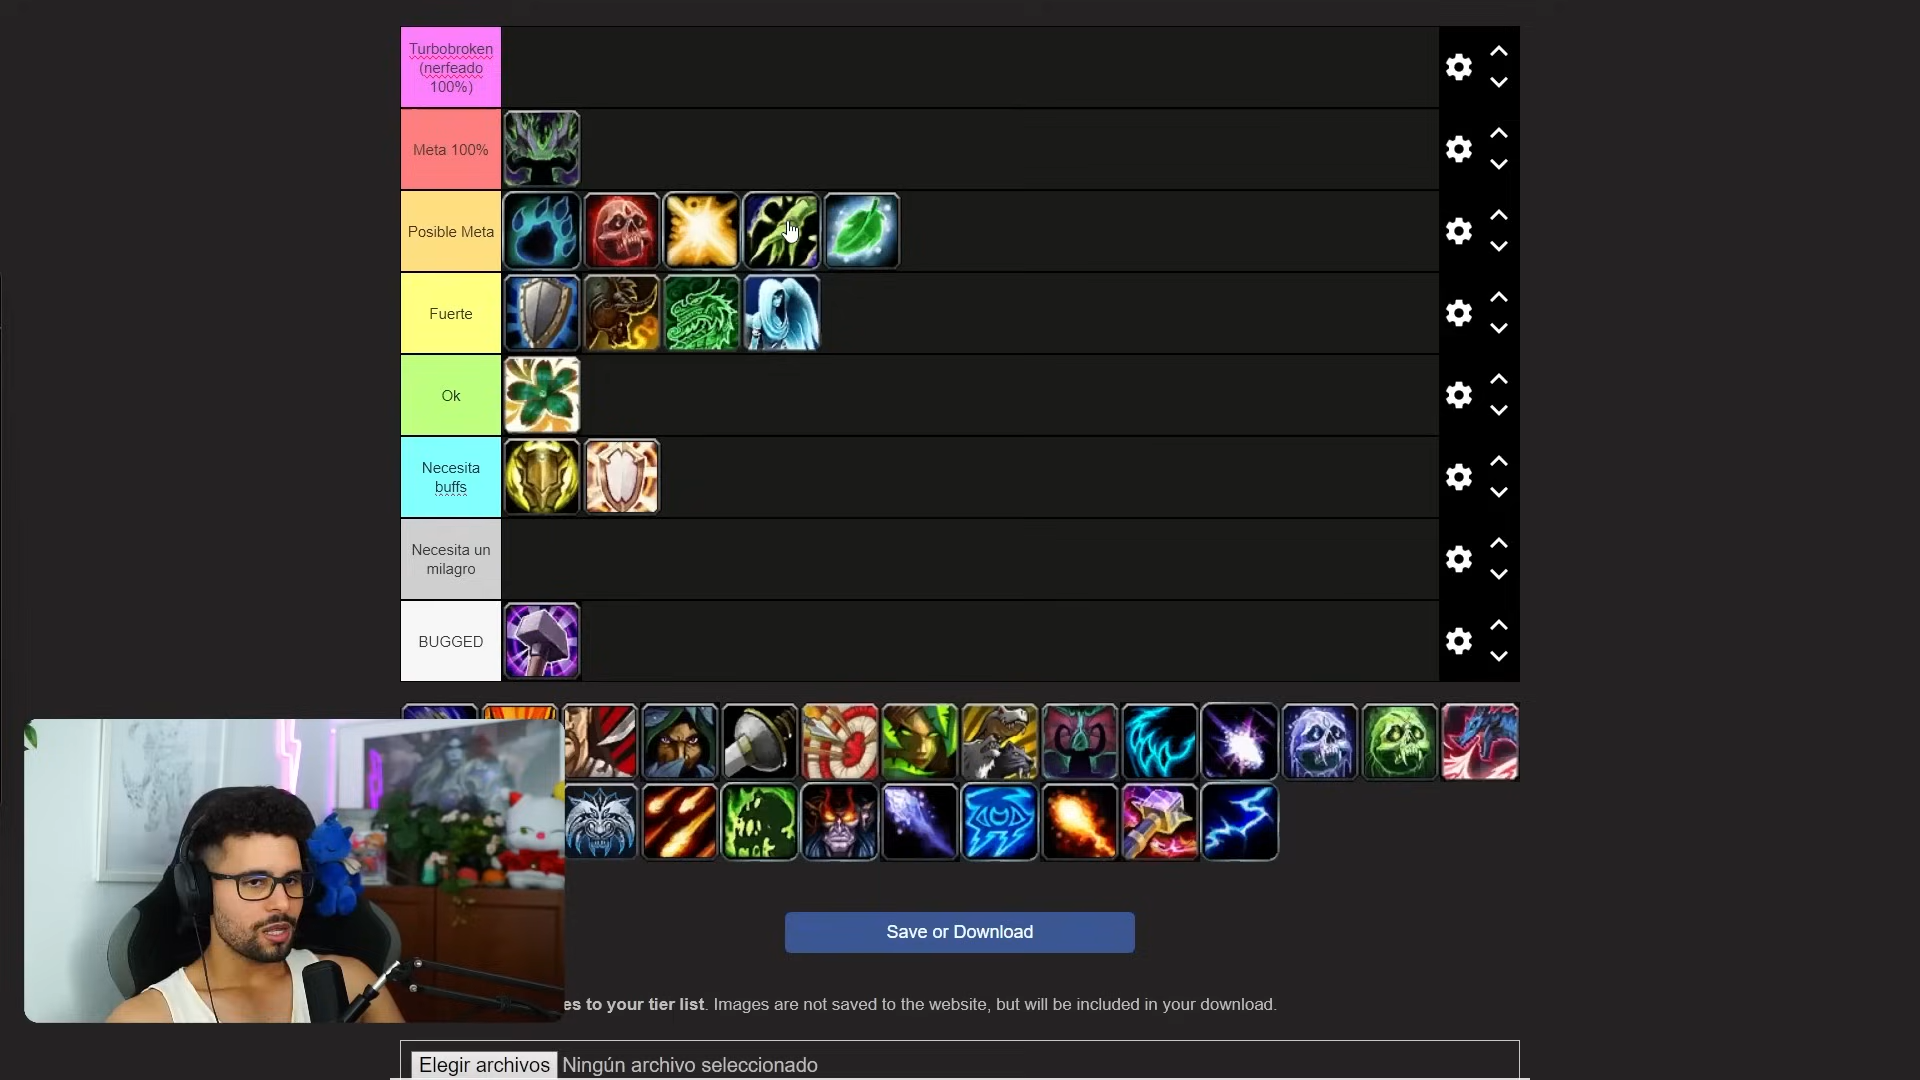 Turbobroken
(nerfeado
100%)
Meta 100%
Posible Meta
Fuerte
Ok
Necesita
buffs
Necesita un
milagro
BUGGED
Save or Download
es to your tier list. Images are not saved to the website, but will be included in your download.
Elegir archivos Ningún archivo seleccionado